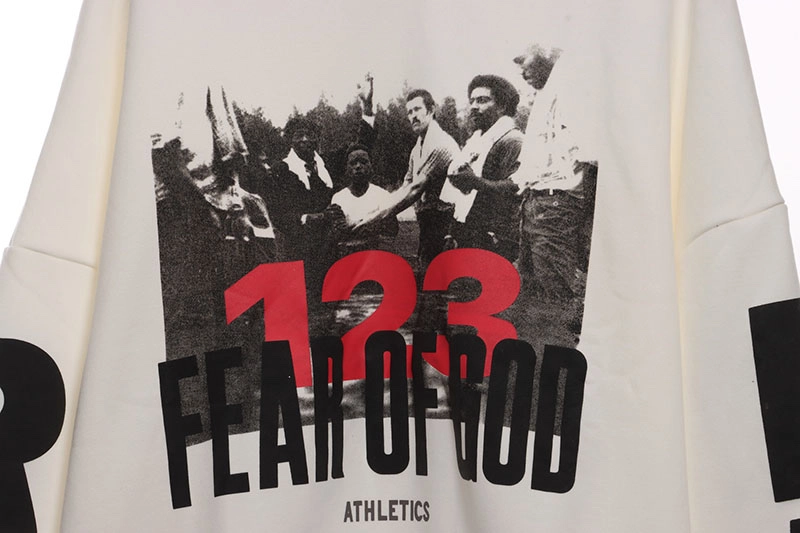 123
FEAR OF GOD
ATHLETICS